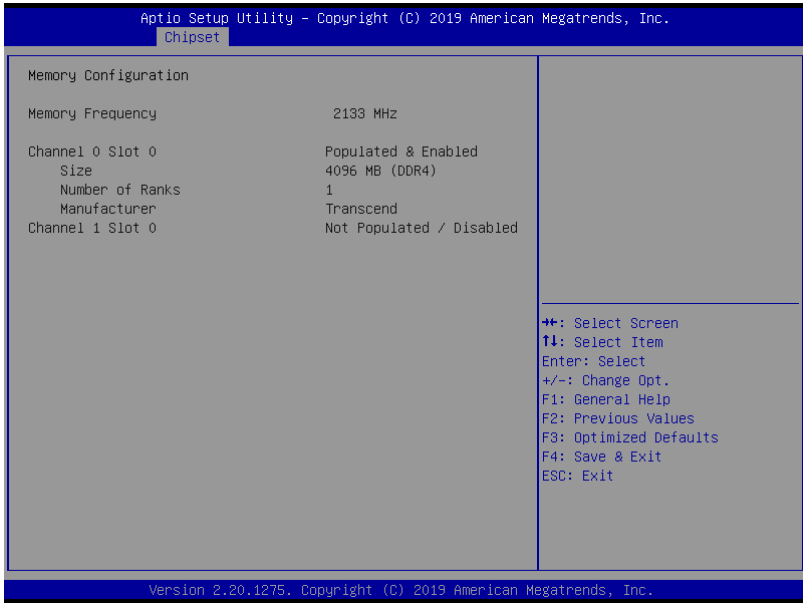 Aptio Setup Utility – Copyright (C) 2019 American Megatrends, Inc.
Chipset
Memory Configuration
Memory Frequency 2133 MHz
Channel 0 Slot 0 Populated & Enabled
Size 4096 MB (DDR4)
Number of Ranks 1
Manufacturer Transcend
Channel 1 Slot 0 Not Populated / Disabled
→←: Select Screen
↑↓: Select Item
Enter: Select
+/-: Change Opt.
F1: General Help
F2: Previous Values
F3: Optimized Defaults
F4: Save & Exit
ESC: Exit
Version 2.20.1275. Copyright (C) 2019 American Megatrends, Inc.